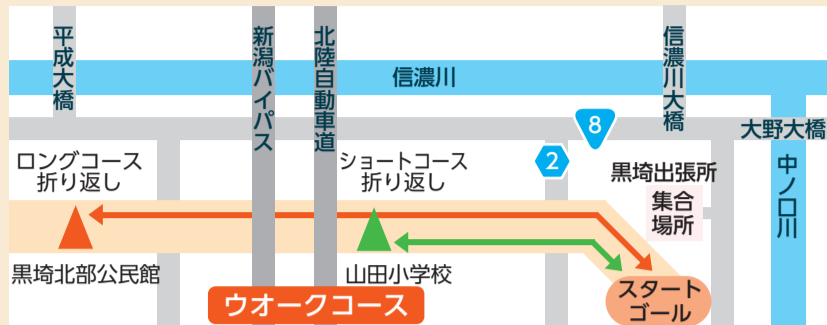 平成大橋
新潟バイパス
北陸自動車道
信濃川
信濃川大橋
大野大橋
8
2
中ノ口川
ロングコース
折り返し
ショートコース
折り返し
黒埼出張所
集合
場所
黒埼北部公民館
山田小学校
スタート
ゴール
ウオークコース